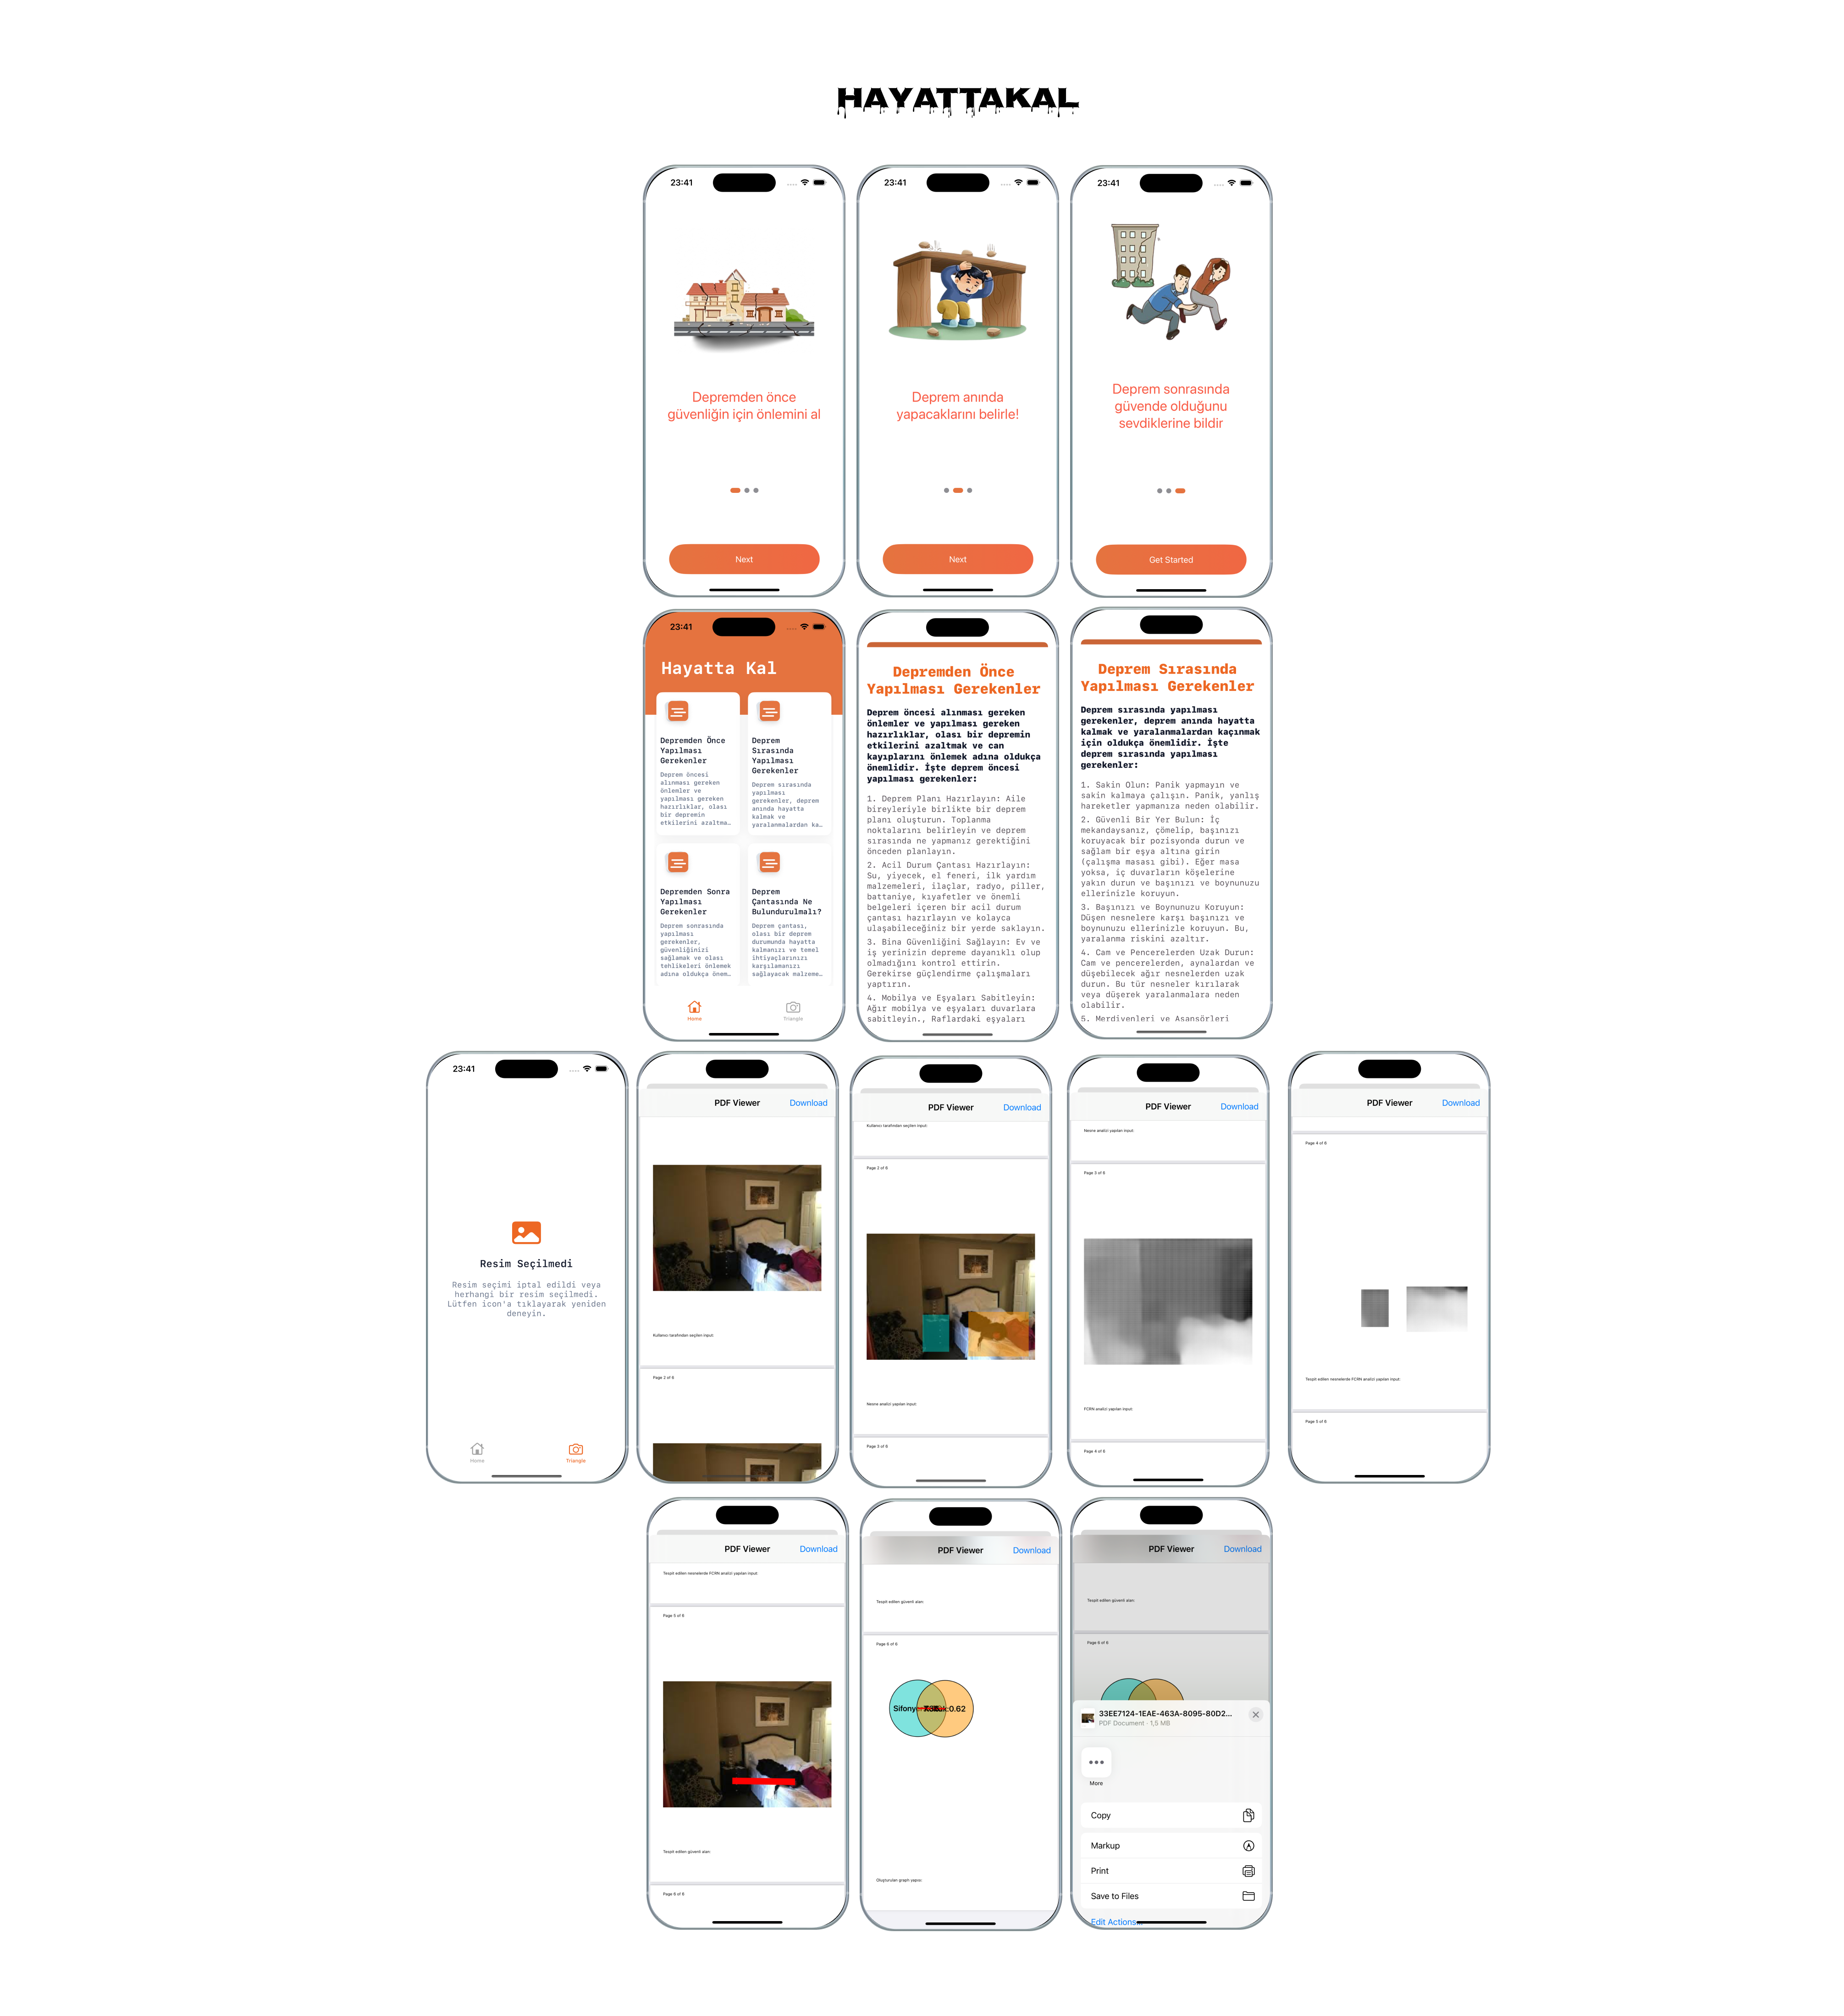 HAYATTAKAL
23:41
Depremden önce
güvenliğin için önlemini al
Next
23:41
Deprem anında
yapacaklarını belirle!
Next
23:41
Deprem sonrasında
güvende olduğunu
sevdiklerine bildir
Get Started
23:41
Hayatta Kal
Depremden Önce
Yapılması
Gerekenler
Deprem öncesi
alınması gereken
önlemler ve
yapılması gereken
hazırlıklar, olası
bir depremin
etkilerini azaltma…
Deprem
Sırasında
Yapılması
Gerekenler
Deprem sırasında
yapılması
gerekenler, deprem
anında hayatta
kalmak ve
yaralanmalardan ka…
Depremden Sonra
Yapılması
Gerekenler
Deprem sonrasında
yapılması
gerekenler,
güvenliğinizi
sağlamak ve olası
tehlikeleri önlemek
adına oldukça önem…
Deprem
Çantasında Ne
Bulundurulmalı?
Deprem çantası,
olası bir deprem
durumunda hayatta
kalmanızı ve temel
ihtiyaçlarınızı
karşılamanızı
sağlayacak malzeme…
Home
Triangle
Depremden Önce
Yapılması Gerekenler
Deprem öncesi alınması gereken
önlemler ve yapılması gereken
hazırlıklar, olası bir depremin
etkilerini azaltmak ve can
kayıplarını önlemek adına oldukça
önemlidir. İşte deprem öncesi
yapılması gerekenler:
1. Deprem Planı Hazırlayın: Aile
bireyleriyle birlikte bir deprem
planı oluşturun. Toplanma
noktalarını belirleyin ve deprem
sırasında ne yapmanız gerektiğini
önceden planlayın.
2. Acil Durum Çantası Hazırlayın:
Su, yiyecek, el feneri, ilk yardım
malzemeleri, ilaçlar, radyo, piller,
battaniye, kıyafetler ve önemli
belgeleri içeren bir acil durum
çantası hazırlayın ve kolayca
ulaşabileceğiniz bir yerde saklayın.
3. Bina Güvenliğini Sağlayın: Ev ve
iş yerinizin depreme dayanıklı olup
olmadığını kontrol ettirin.
Gerekirse güçlendirme çalışmaları
yaptırın.
4. Mobilya ve Eşyaları Sabitleyin:
Ağır mobilya ve eşyaları duvarlara
sabitleyin., Raflardaki eşyaları
Deprem Sırasında
Yapılması Gerekenler
Deprem sırasında yapılması
gerekenler, deprem anında hayatta
kalmak ve yaralanmalardan kaçınmak
için oldukça önemlidir. İşte
deprem sırasında yapılması
gerekenler:
1. Sakin Olun: Panik yapmayın ve
sakin kalmaya çalışın. Panik, yanlış
hareketler yapmanıza neden olabilir.
2. Güvenli Bir Yer Bulun: İç
mekandaysanız, çömelip, başınızı
koruyacak bir pozisyonda durun ve
sağlam bir eşya altına girin
(çalışma masası gibi). Eğer masa
yoksa, iç duvarların köşelerine
yakın durun ve başınızı ve boynunuzu
ellerinizle koruyun.
3. Başınızı ve Boynunuzu Koruyun:
Düşen nesnelere karşı başınızı ve
boynunuzu ellerinizle koruyun. Bu,
yaralanma riskini azaltır.
4. Cam ve Pencerelerden Uzak Durun:
Cam ve pencerelerden, aynalardan ve
düşebilecek ağır nesnelerden uzak
durun. Bu tür nesneler kırılarak
veya düşerek yaralanmalara neden
olabilir.
5. Merdivenleri ve Asansörleri
23:41
Resim Seçilmedi
Resim seçimi iptal edildi veya
herhangi bir resim seçilmedi.
Lütfen icon'a tıklayarak yeniden
deneyin.
Home
Triangle
PDF Viewer
Download
Kullanıcı tarafından seçilen input:
Page 2 of 6
PDF Viewer
Download
Kullanıcı tarafından seçilen input:
Page 2 of 6
Nesne analizi yapılan input:
Page 3 of 6
PDF Viewer
Download
Nesne analizi yapılan input:
Page 3 of 6
FCRN analizi yapılan input:
Page 4 of 6
PDF Viewer
Download
Page 4 of 6
Tespit edilen nesnelerde FCRN analizi yapılan input:
Page 5 of 6
PDF Viewer
Download
Tespit edilen nesnelerde FCRN analizi yapılan input:
Page 5 of 6
Tespit edilen güvenli alan:
Page 6 of 6
PDF Viewer
Download
Tespit edilen güvenli alan:
Page 6 of 6
Oluşturulan graph yapısı:
PDF Viewer
Download
Tespit edilen güvenli alan:
Page 6 of 6
33EE7124-1EAE-463A-8095-80D2...
PDF Document · 1,5 MB
More
Copy
Markup
Print
Save to Files
Edit Actions...